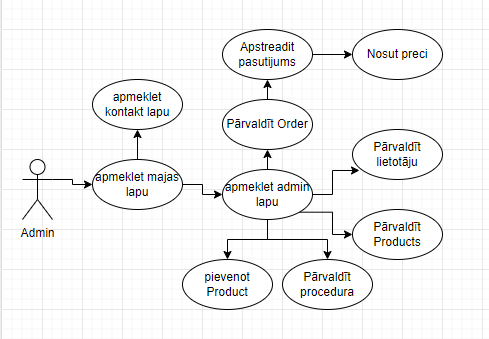 Apstreadit
pasutijums
Nosut preci
apmeklet
kontakt lapu
Pārvaldīt Order
Pārvaldīt
lietotāju
apmeklet majas
lapu
apmeklet admin
lapu
Admin
Pārvaldīt
Products
pievenot
Product
Pārvaldīt
procedura